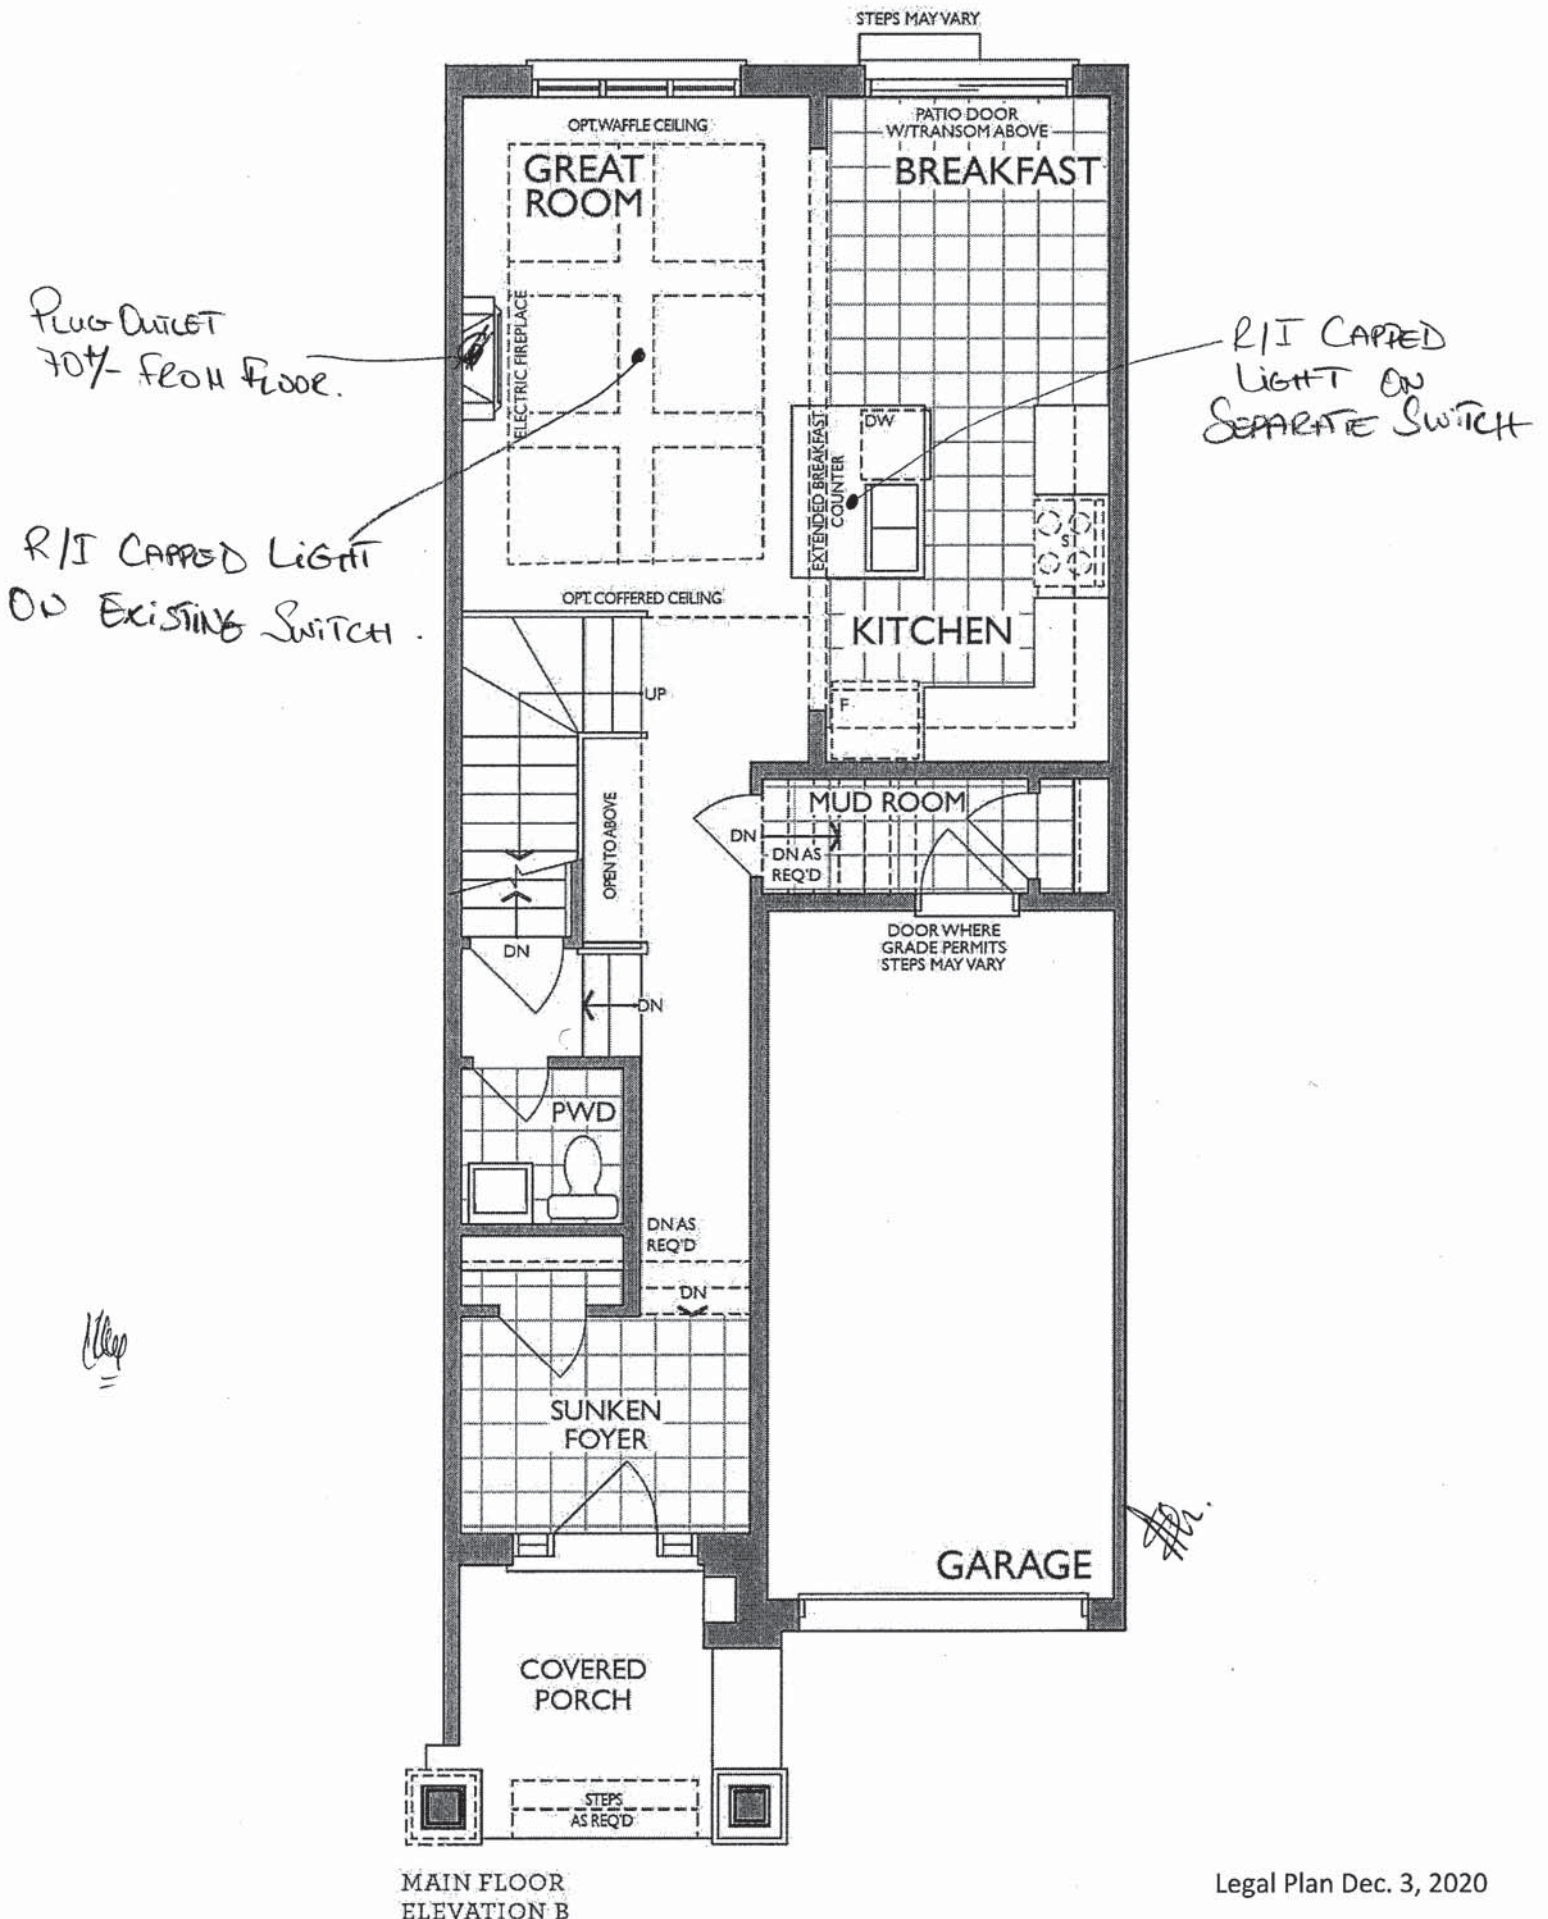 STEPS MAY VARY
PATIO DOOR
W/TRANSOM ABOVE
OPT. WAFFLE CEILING
GREAT
ROOM
BREAKFAST
PLUG OUTLET
70"+/- FROM FLOOR.
ELECTRIC FIREPLACE
R/I CAPPED
LIGHT ON
SEPARATE SWITCH
DW
EXTENDED BREAKFAST
COUNTER
S
R/I CAPPED LIGHT
ON EXISTING SWITCH.
OPT. COFFERED CEILING
KITCHEN
UP
F
OPEN TO ABOVE
MUD ROOM
DN
DN AS
REQ'D
DOOR WHERE
GRADE PERMITS
STEPS MAY VARY
DN
DN
PWD
DN AS
REQ'D
DN
SUNKEN
FOYER
GARAGE
COVERED
PORCH
STEPS
AS REQ'D
MAIN FLOOR
ELEVATION B
Legal Plan Dec. 3, 2020